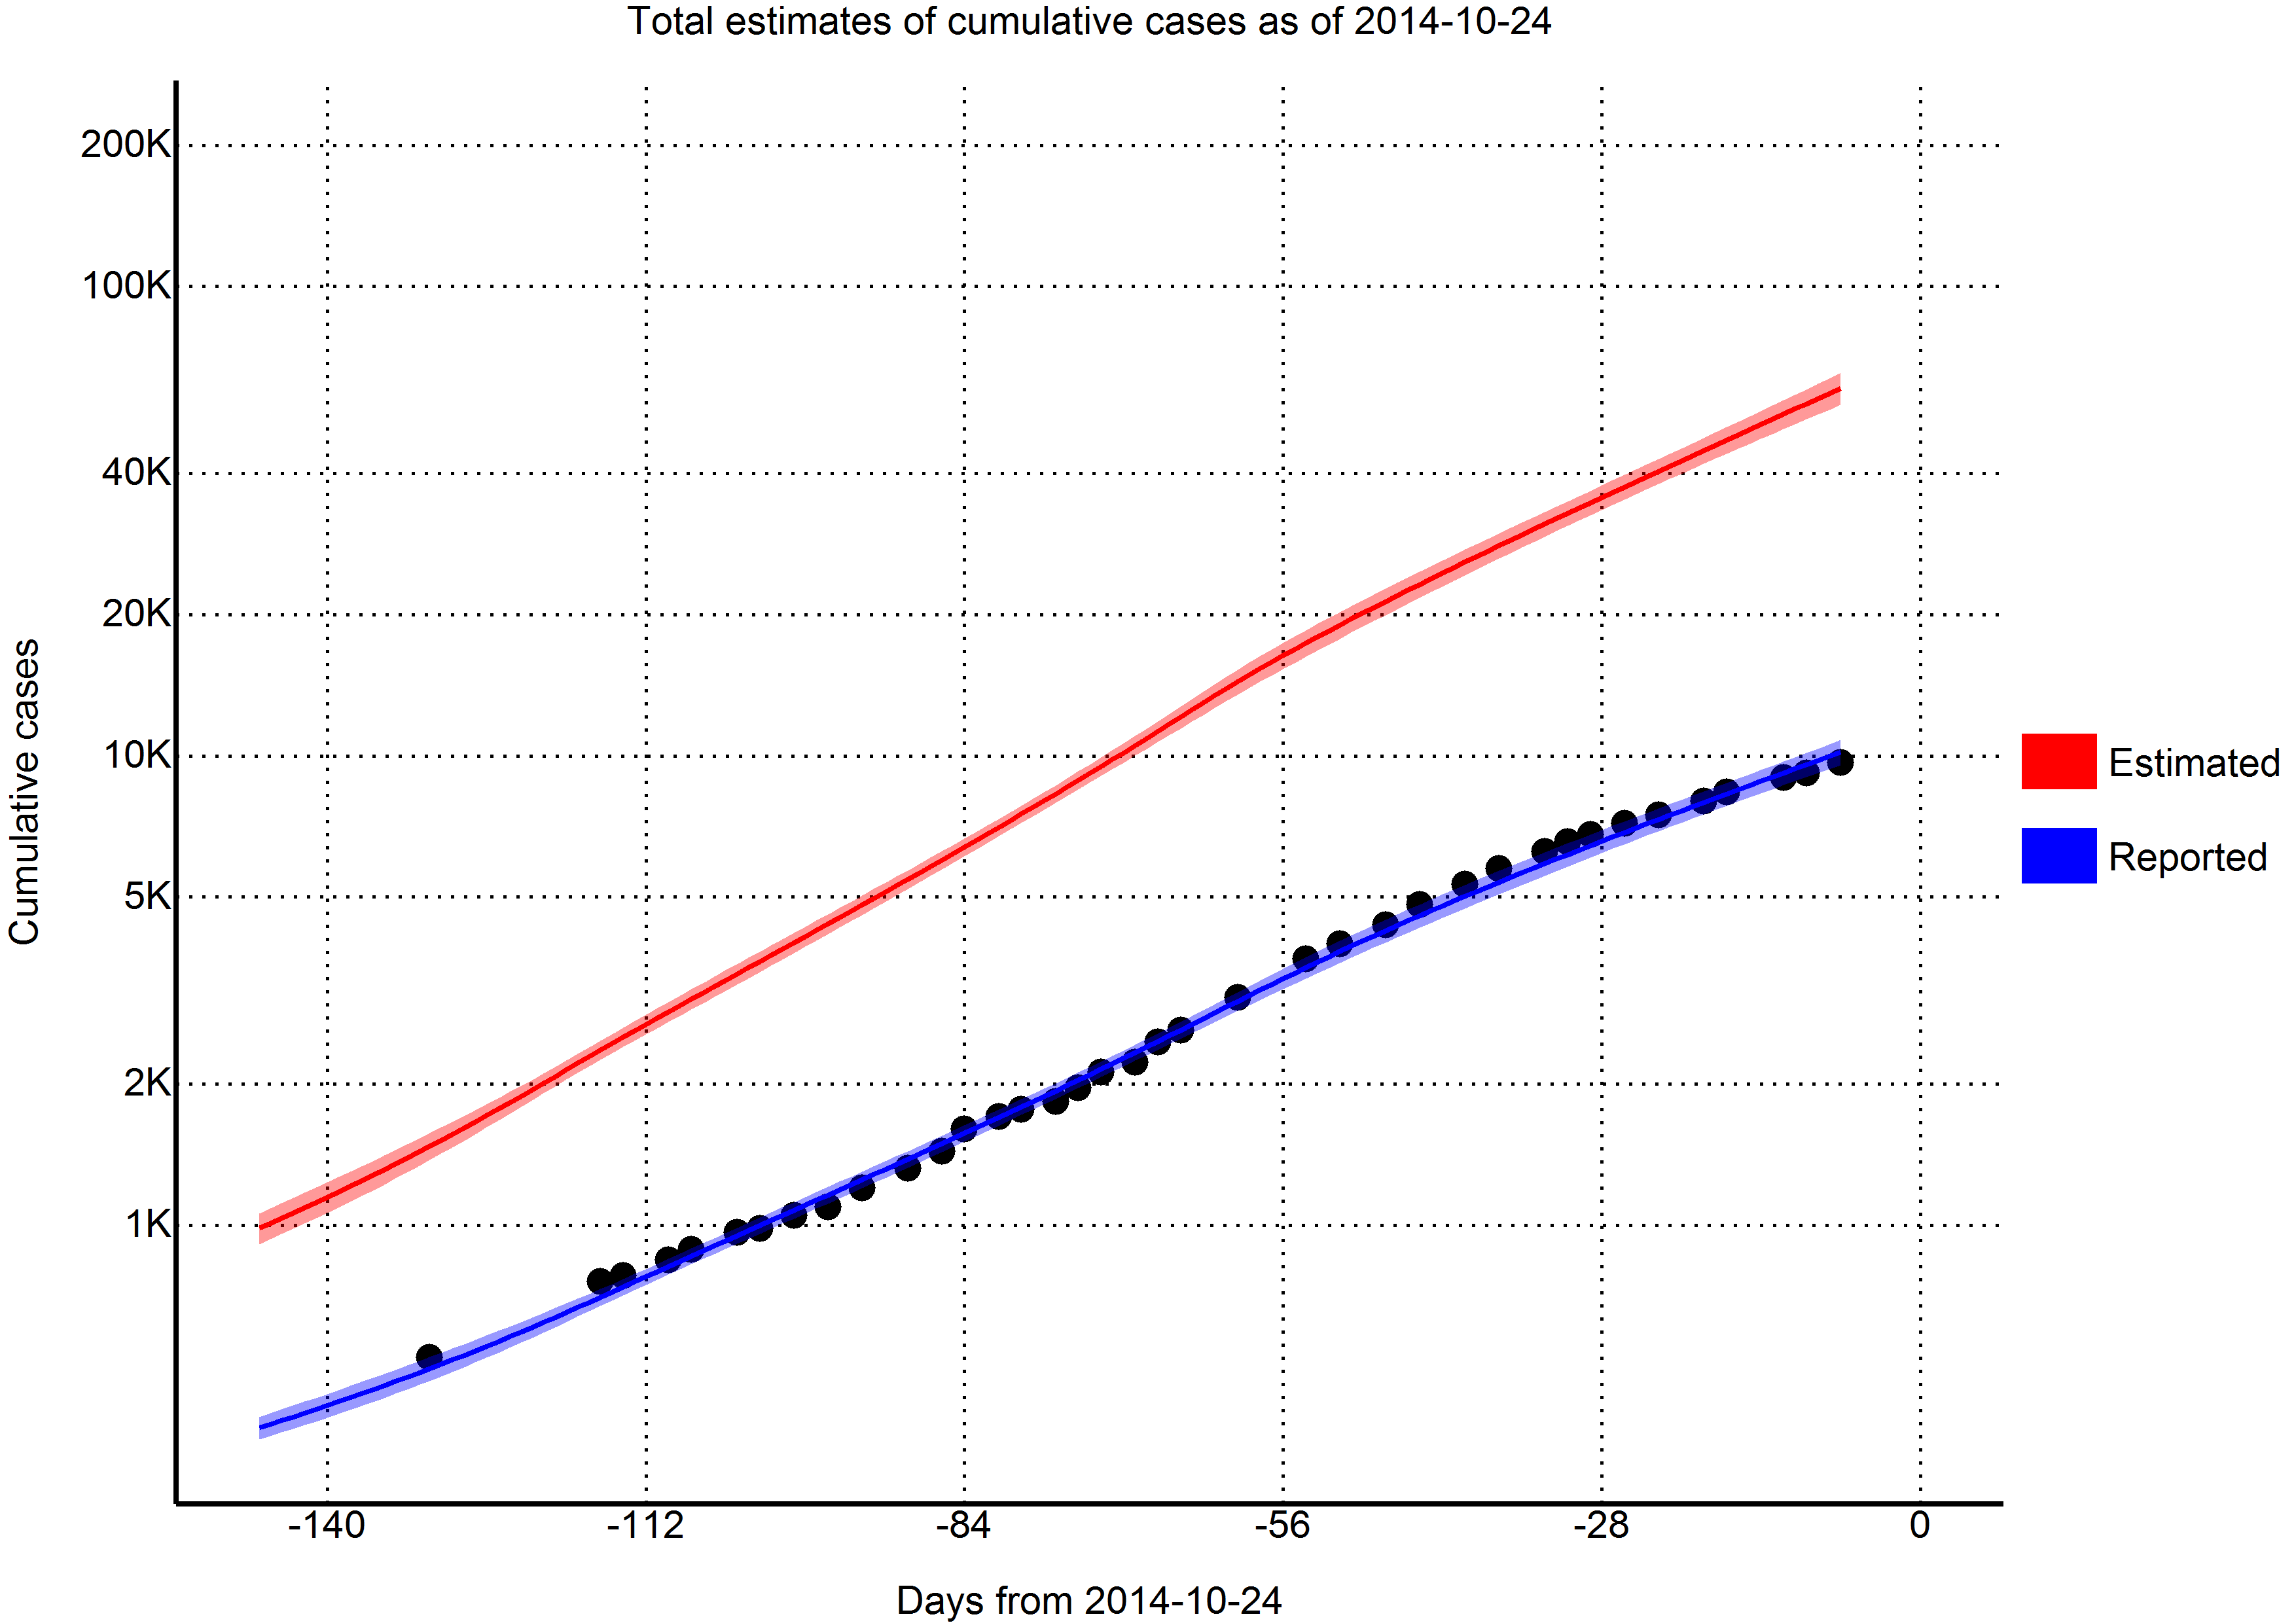 Total estimates of cumulative cases as of 2014-10-24
200K
100K
40K
20K
10K
5K
2K
1K
Cumulative cases
-140
-112
-84
-56
-28
0
Days from 2014-10-24
Estimated
Reported